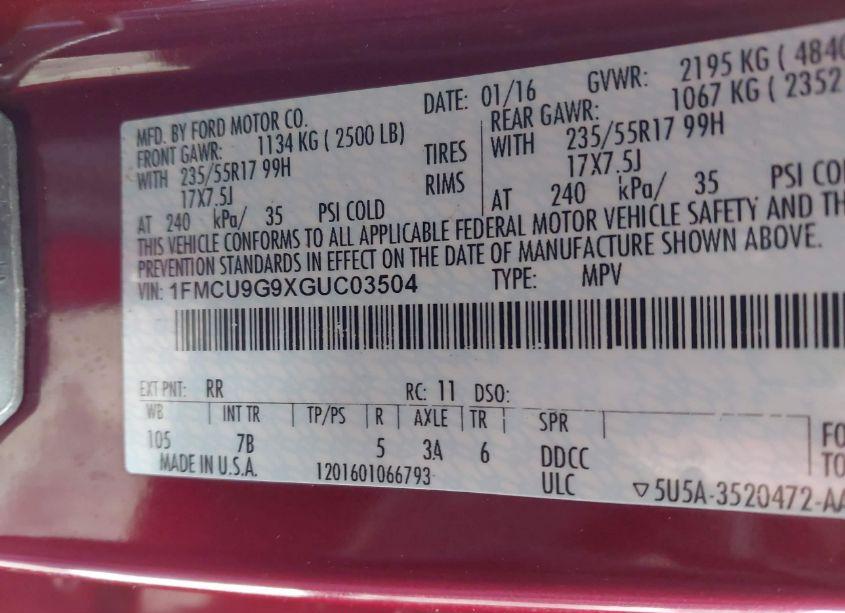 MFD. BY FORD MOTOR CO.
DATE: 01/16 GVWR: 2195 KG ( 4840
FRONT GAWR: 1134 KG ( 2500 LB) REAR GAWR: 1067 KG ( 2352
WITH 235/55R17 99H TIRES WITH 235/55R17 99H
17X7.5J RIMS 17X7.5J
AT 240 kPa/ 35 PSI COLD AT 240 kPa/ 35 PSI
THIS VEHICLE CONFORMS TO ALL APPLICABLE FEDERAL MOTOR VEHICLE SAFETY AND
PREVENTION STANDARDS IN EFFECT ON THE DATE OF MANUFACTURE SHOWN ABOVE.
VIN: 1FMCU9G9XGUC03504 TYPE: MPV
EXT PNT: RR RC: 11 DSO:
WB INT TR TP/PS R AXLE TR SPR
105 7B 5 3A 6 DDCC
MADE IN U.S.A. 1201601066793 ULC ▽5U5A-3520472-AA